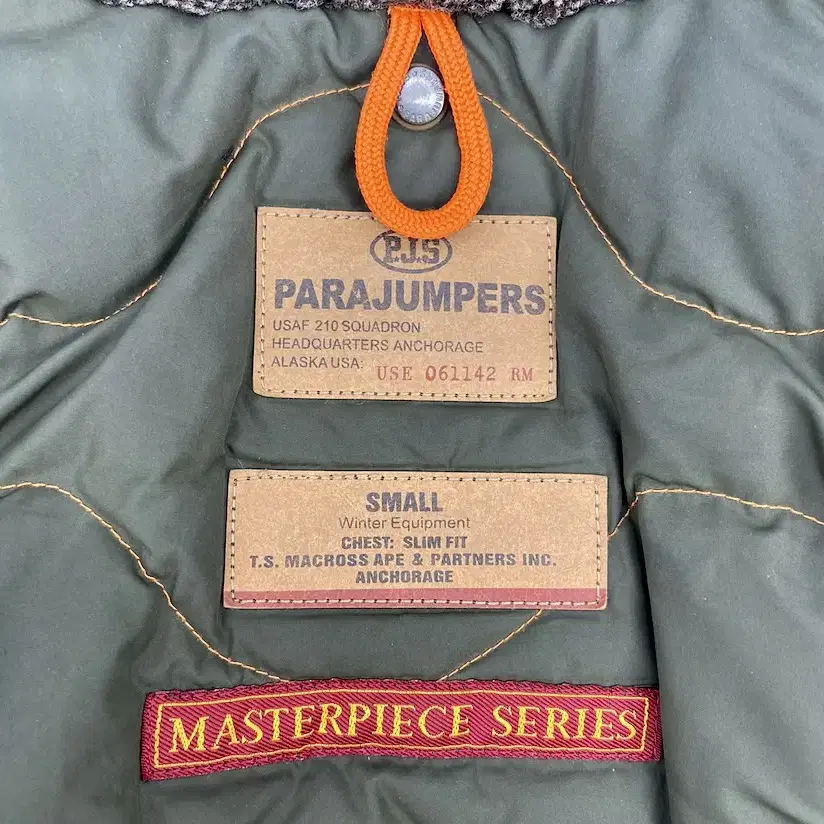 P.J.S
PARAJUMPERS
USAF 210 SQUADRON
HEADQUARTERS ANCHORAGE
ALASKA USA: USE 061142 RM
SMALL
Winter Equipment
CHEST: SLIM FIT
T.S. MACROSS APE & PARTNERS INC.
ANCHORAGE
MASTERPIECE SERIES